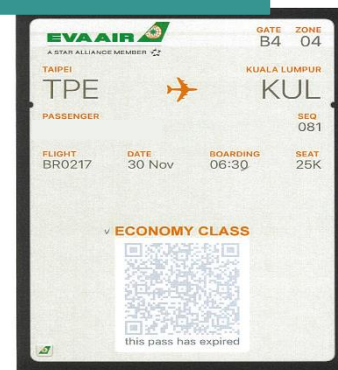 EVA AIR
A STAR ALLIANCE MEMBER
GATE ZONE
B4 04
TAIPEI KUALA LUMPUR
TPE KUL
PASSENGER SEQ
081
FLIGHT DATE BOARDING SEAT
BR0217 30 Nov 06:30 25K
v ECONOMY CLASS
this pass has expired